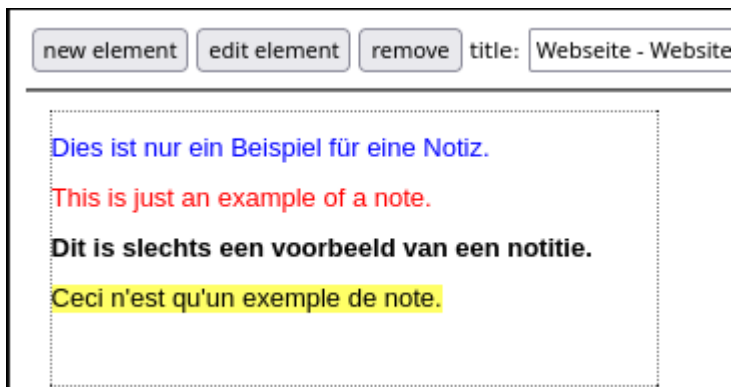 new element edit element remove title: Webseite - Website
Dies ist nur ein Beispiel für eine Notiz.
This is just an example of a note.
Dit is slechts een voorbeeld van een notitie.
Ceci n'est qu'un exemple de note.